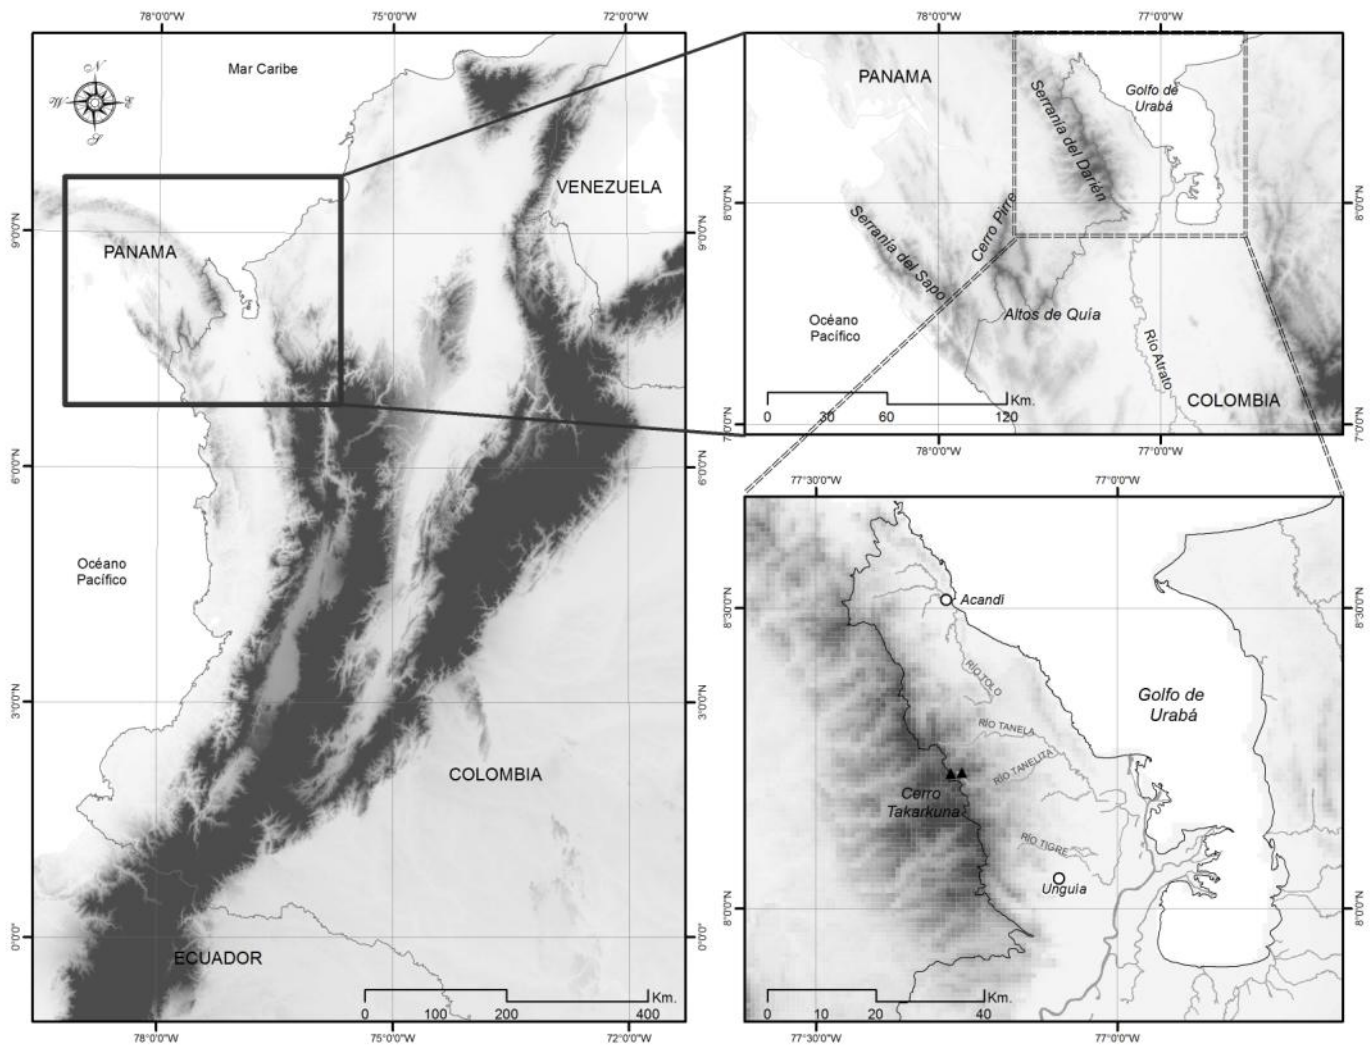 78°0'0"W
75°0'0"W
72°0'0"W
N
W
E
S
Mar Caribe
VENEZUELA
PANAMA
9°0'0"N
9°0'0"N
6°0'0"N
6°0'0"N
Océano
Pacífico
3°0'0"N
3°0'0"N
COLOMBIA
0°0'0"
0°0'0"
ECUADOR
Km.
0
100
200
400
78°0'0"W
75°0'0"W
72°0'0"W
78°0'0"W
77°0'0"W
PANAMA
Serranía del Darién
Golfo de
Urabá
8°0'0"N
8°0'0"N
Cerro Pirre
Serranía del Sapo
Altos de Quía
Océano
Pacífico
Río Atrato
COLOMBIA
Km.
0
30
60
120
7°0'0"N
7°0'0"N
78°0'0"W
77°0'0"W
77°30'0"W
77°0'0"W
Acandí
8°30'0"N
8°30'0"N
RÍO TOLO
Golfo de
Urabá
RÍO TANELA
RÍO TANELITA
Cerro
Takarkuna
RÍO TIGRE
Unguía
8°0'0"N
8°0'0"N
Km.
0
10
20
40
77°30'0"W
77°0'0"W